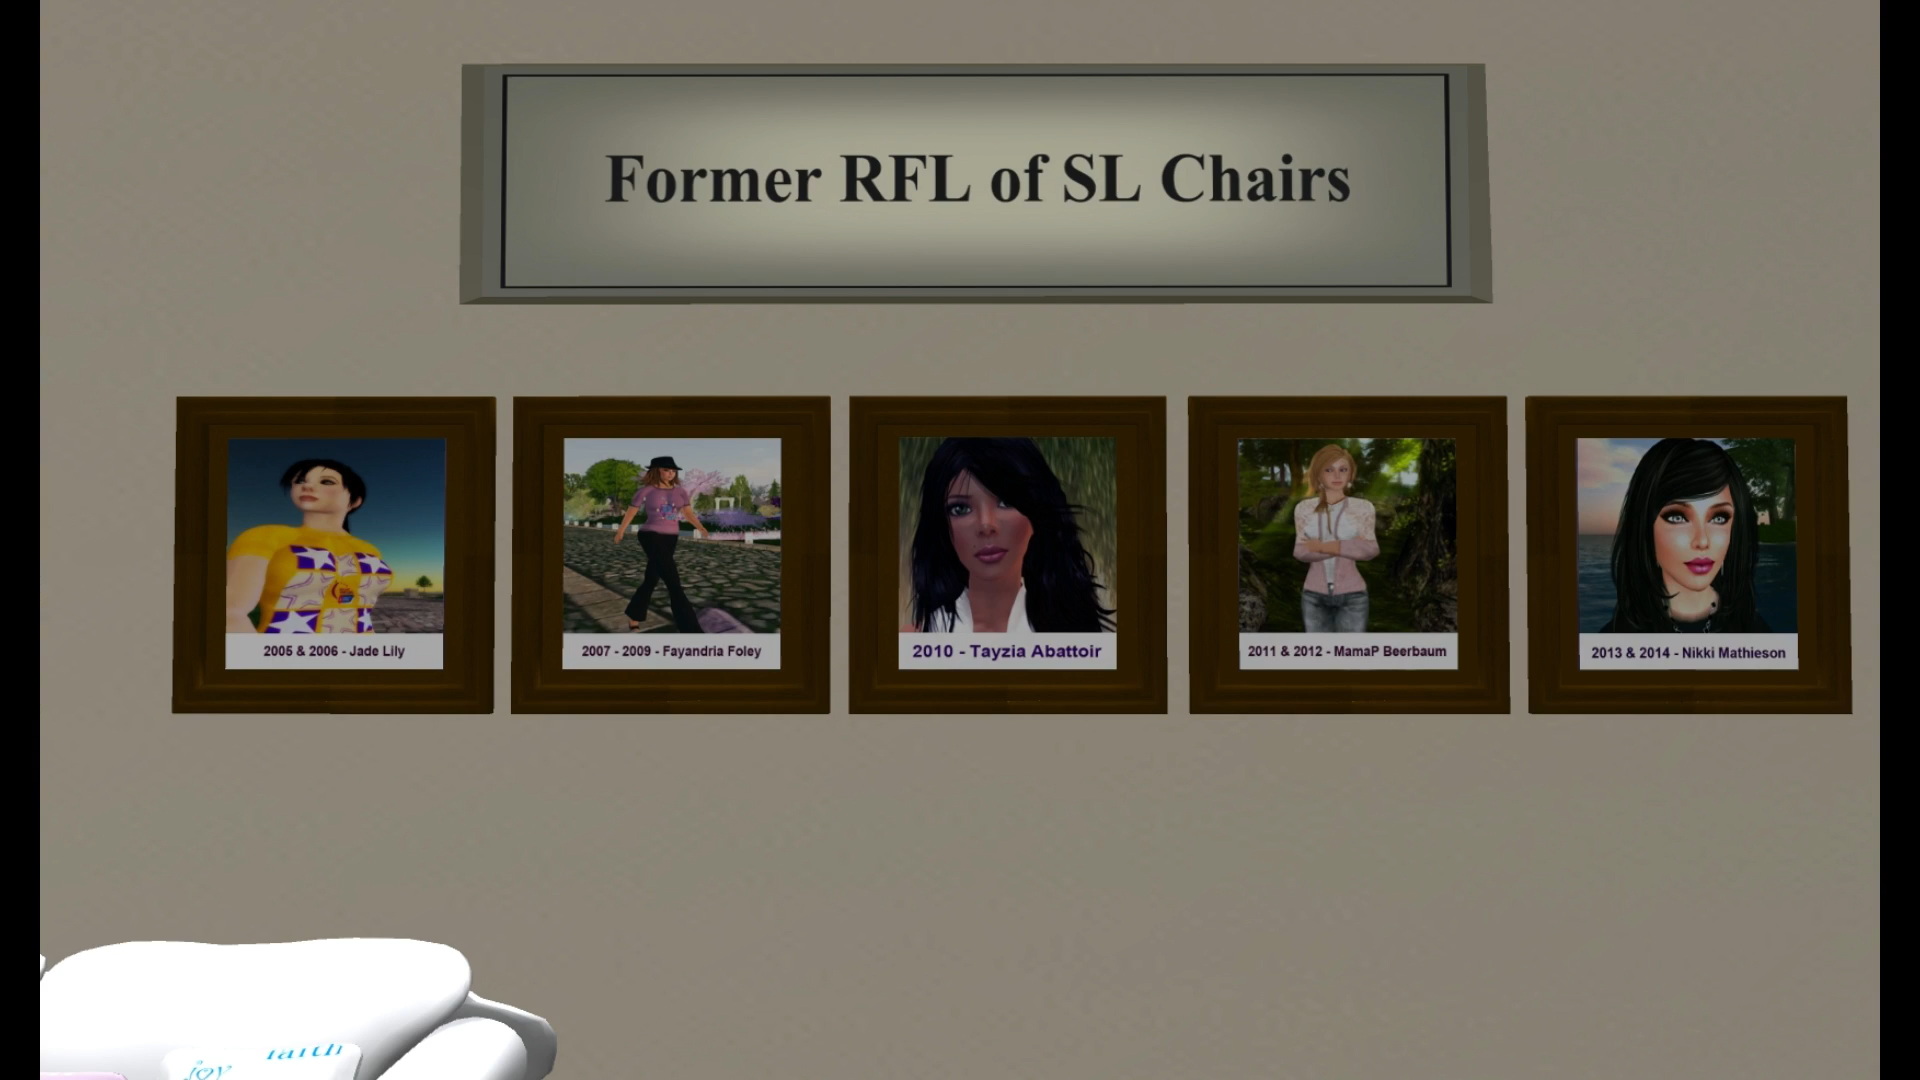 Former RFL of SL Chairs
2005 & 2006 - Jade Lily
2007 - 2009 - Fayandria Foley
2010 - Tayzia Abattoir
2011 & 2012 - MamaP Beerbaum
2013 & 2014 - Nikki Mathieson
faith
joy